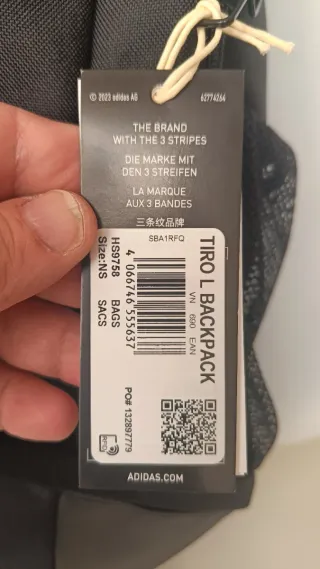 © 2023 adidas AG
62774264
THE BRAND
WITH THE 3 STRIPES
DIE MARKE MIT
DEN 3 STREIFEN
LA MARQUE
AUX 3 BANDES
三条纹品牌
SBA1RFQ
TIRO L BACKPACK
VN 690 EAN
4 066746 555637
HS9758 BAGS
Size:NS SACS
PO# 132897779
ADIDAS.COM